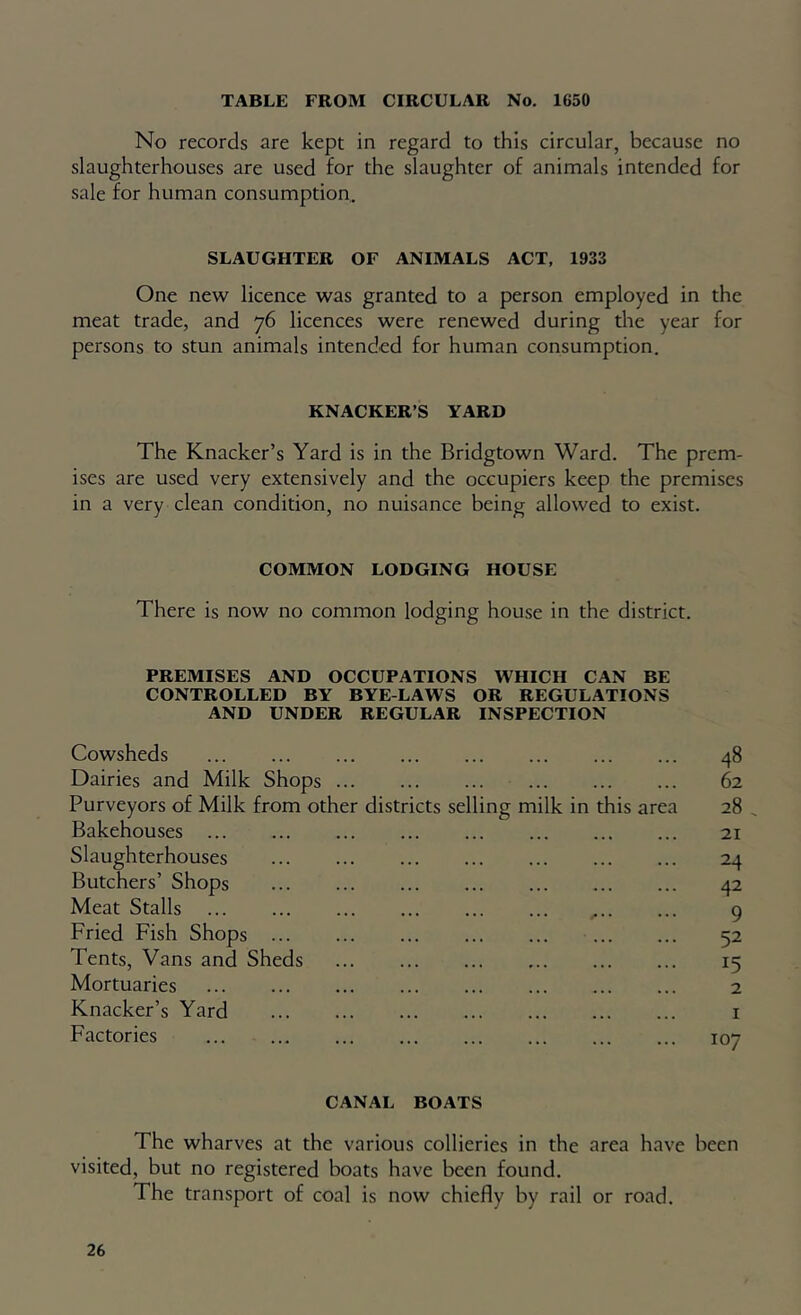 TABLE FROM CIRCULAR No. 1650
No records are kept in regard to this circular, because no
slaughterhouses are used for the slaughter of animals intended for
sale for human consumption.
SLAUGHTER OF ANIMALS ACT, 1933
One new licence was granted to a person employed in the
meat trade, and 76 licences were renewed during the year for
persons to stun animals intended for human consumption.
KNACKER'S YARD
The Knacker's Yard is in the Bridgtown Ward. The prem-
ises are used very extensively and the occupiers keep the premises
in a very clean condition, no nuisance being allowed to exist.
COMMON LODGING HOUSE
There is now no common lodging house in the district.
PREMISES AND OCCUPATIONS WHICH CAN BE
CONTROLLED BY BYE-LAWS OR REGULATIONS
AND UNDER REGULAR INSPECTION
Cowsheds ... ... ... ... ... ... ... ... 48
Dairies and Milk Shops ... ... ... ... ... ... 62
Purveyors of Milk from other districts selling milk in this area 28
Bakehouses ... ... ... ... ... ... ... ... 21
Slaughterhouses ... ... ... ... ... ... ... 24
Butchers' Shops ... ... ... ... ... ... ... 42
Meat Stalls ... ... ... ... ... ... ... ... 9
Fried Fish Shops ... ... ... ... ... ... ... 52
Tents, Vans and Sheds ... ... ... ... ... ... 15
Mortuaries ... ... ... ... ... ... ... ... 2
Knacker's Yard ... ... ... ... ... ... ... 1
Factories ... ... ... ... ... ... ... ... 107
CANAL BOATS
The wharves at the various collieries in the area have been
visited, but no registered boats have been found.
The transport of coal is now chiefly by rail or road.
26